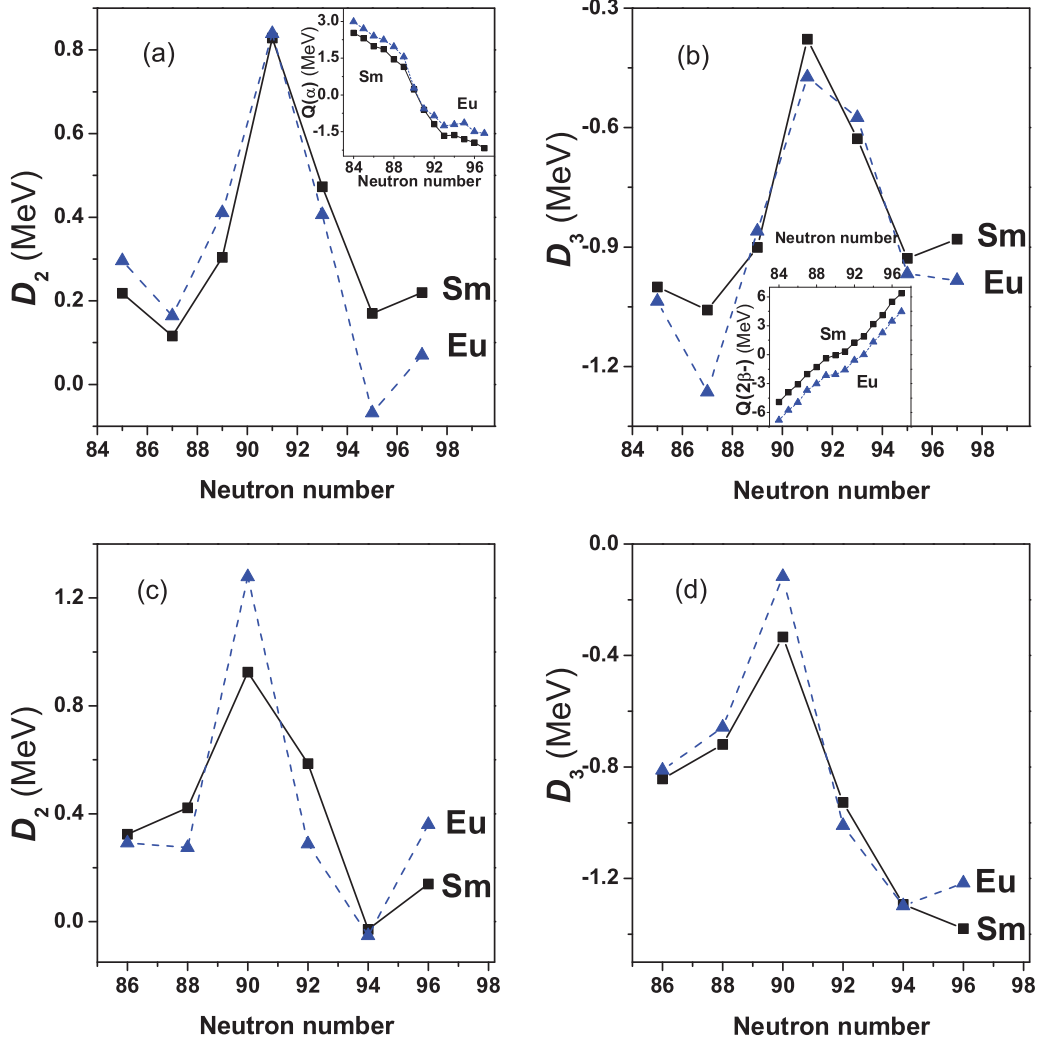 (a)
D2 (MeV)
0.8
0.6
0.4
0.2
0.0
84 86 88 90 92 94 96 98
Neutron number
Sm
Eu
Q(α) (MeV)
3.0
1.5
0.0
-1.5
Sm
Eu
84 88 92 96
Neutron number
(b)
D3 (MeV)
-0.3
-0.6
-0.9
-1.2
84 86 88 90 92 94 96 98
Neutron number
Sm
Eu
Neutron number
84 88 92 96
Q(2β-) (MeV)
6
3
0
-3
-6
Sm
Eu
(c)
D2 (MeV)
1.2
0.8
0.4
0.0
86 88 90 92 94 96 98
Neutron number
Eu
Sm
(d)
D3 (MeV)
0.0
-0.4
-0.8
-1.2
86 88 90 92 94 96 98
Neutron number
Eu
Sm